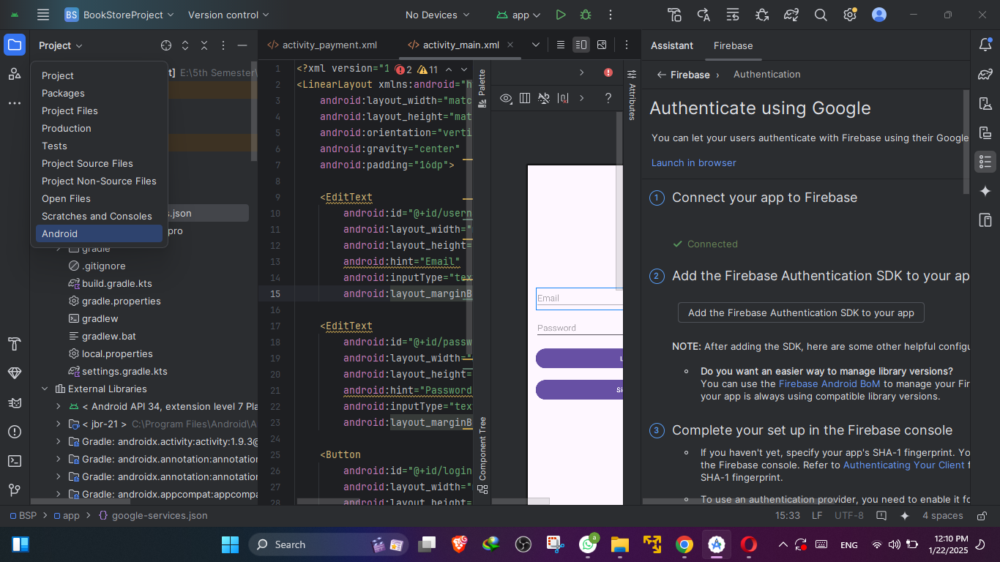 BS BookStoreProject Version control No Devices app
Project
t] E:\5th Semester\
Project
Packages
Project Files
Production
Tests
Project Source Files
Project Non-Source Files
Open Files
Scratches and Consoles
Android
s.json
pro
gradle
.gitignore
build.gradle.kts
gradle.properties
gradlew
gradlew.bat
local.properties
settings.gradle.kts
External Libraries
< Android API 34, extension level 7 Pla
< jbr-21 > C:\Program Files\Android\A
Gradle: androidx.activity:activity:1.9.3@
Gradle: androidx.annotation:annotation
Gradle: androidx.annotation:annotation
Gradle: androidx.appcompat:appcompa
activity_payment.xml activity_main.xml
2 11
1 <?xml version="1
2 <LinearLayout xmlns:android="h
3 android:layout_width="matc
4 android:layout_height="mat
5 android:orientation="verti
6 android:gravity="center"
7 android:padding="16dp">
8
9 <EditText
10 android:id="@+id/usern
11 android:layout_width="
12 android:layout_height=
13 android:hint="Email"
14 android:inputType="tex
15 android:layout_marginB
16
17 <EditText
18 android:id="@+id/passw
19 android:layout_width="
20 android:layout_height=
21 android:hint="Password
22 android:inputType="tex
23 android:layout_marginB
24
25 <Button
26 android:id="@+id/login
27 android:layout_width="
28 android:layout_height=
Palette
Component Tree
Attributes
?
Email
Password
L
Si
Assistant Firebase
Firebase › Authentication
Authenticate using Google
You can let your users authenticate with Firebase using their Google
Launch in browser
1 Connect your app to Firebase
Connected
2 Add the Firebase Authentication SDK to your ap
Add the Firebase Authentication SDK to your app
NOTE: After adding the SDK, here are some other helpful configu
Do you want an easier way to manage library versions?
You can use the Firebase Android BoM to manage your Fir
your app is always using compatible library versions.
3 Complete your set up in the Firebase console
If you haven't yet, specify your app's SHA-1 fingerprint. Yo
the Firebase console. Refer to Authenticating Your Client f
SHA-1 fingerprint.
To use an authentication provider, you need to enable it fo
BSP > app > {} google-services.json 15:33 LF UTF-8 4 spaces
Search
a
ENG
12:10 PM
1/22/2025